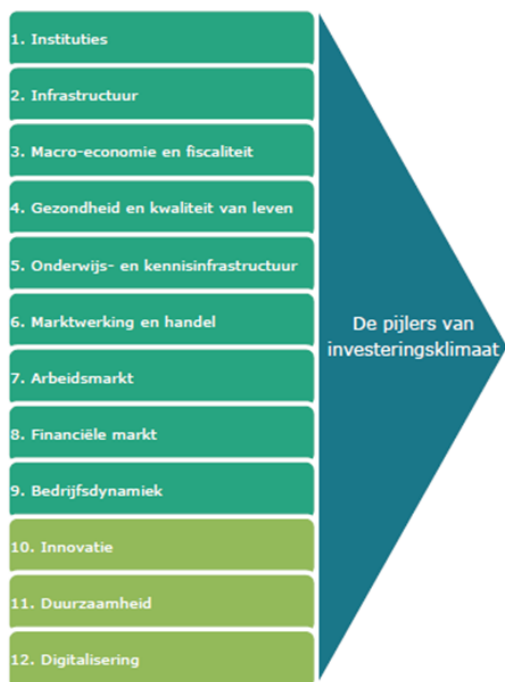 1. Instituties
2. Infrastructuur
3. Macro-economie en fiscaliteit
4. Gezondheid en kwaliteit van leven
5. Onderwijs- en kennisinfrastructuur
6. Marktwerking en handel
7. Arbeidsmarkt
8. Financiële markt
9. Bedrijfsdynamiek
10. Innovatie
11. Duurzaamheid
12. Digitalisering
De pijlers van
investeringsklimaat